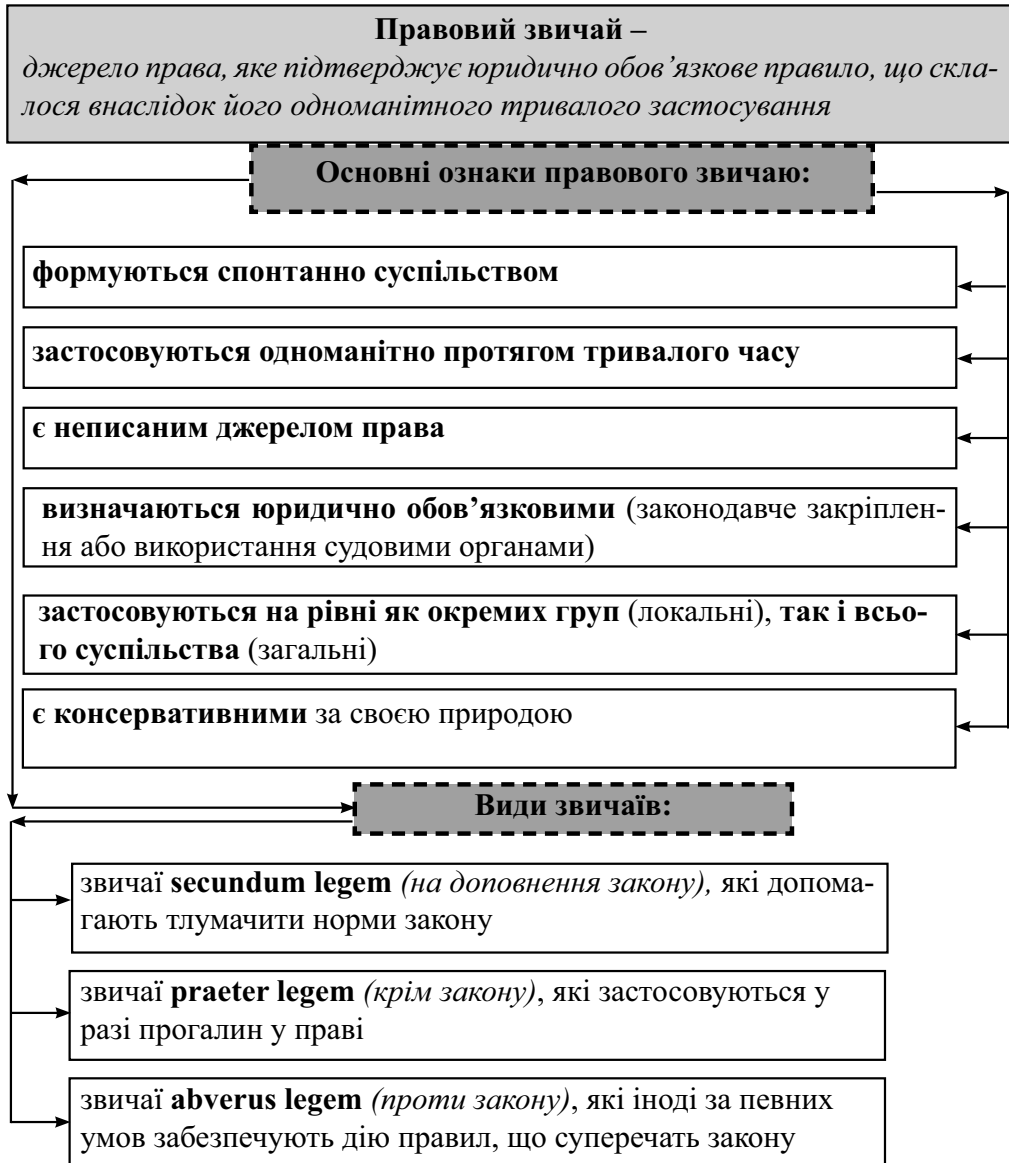 Правовий звичай –
джерело права, яке підтверджує юридично обов’язкове правило, що скла-
лося внаслідок його одноманітного тривалого застосування
Основні ознаки правового звичаю:
формуються спонтанно суспільством
застосовуються одноманітно протягом тривалого часу
є неписаним джерелом права
визначаються юридично обов’язковими (законодавче закріплен-
ня або використання судовими органами)
застосовуються на рівні як окремих груп (локальні), так і всьо-
го суспільства (загальні)
є консервативними за своєю природою
Види звичаїв:
звичаї secundum legem (на доповнення закону), які допома-
гають тлумачити норми закону
звичаї praeter legem (крім закону), які застосовуються у
разі прогалин у праві
звичаї abverus legem (проти закону), які іноді за певних
умов забезпечують дію правил, що суперечать закону